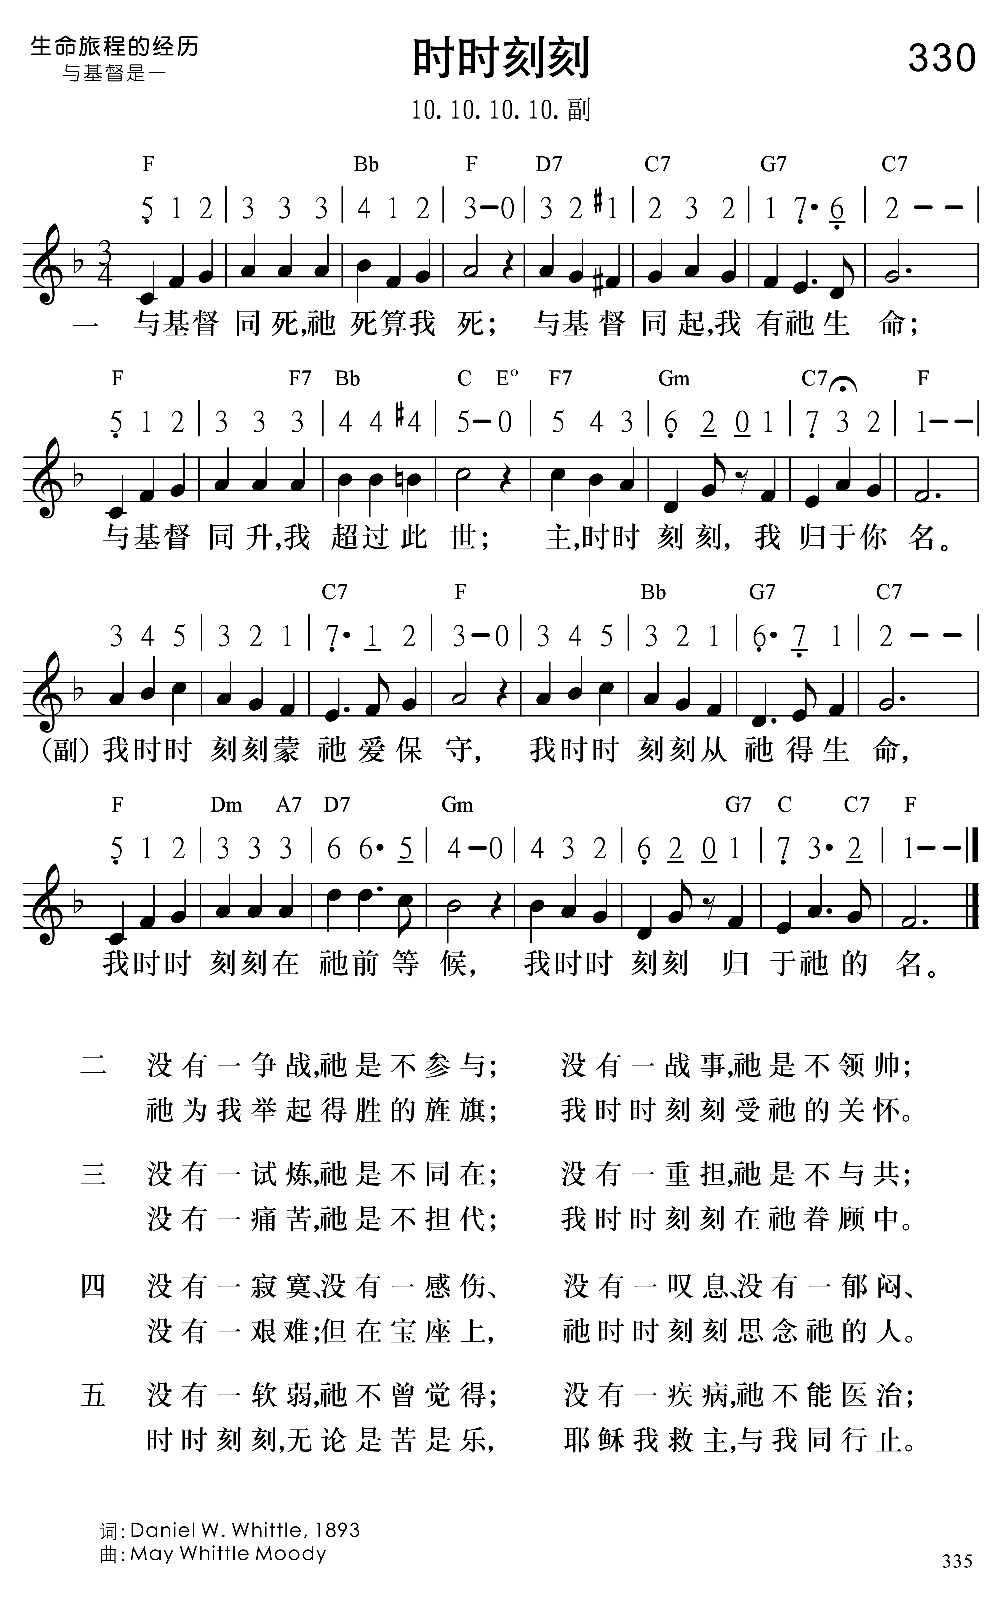 生命旅程的经历
与基督是一
时时刻刻
330
10. 10. 10. 10. 副
F Bb F D7 C7 G7 C7
5 1 2 | 3 3 3 | 4 1 2 | 3–0 | 3 2 #1 | 2 3 2 | 1 7• 6 | 2 – – |
3
4
一 与基督 同死,祂 死算我 死; 与基督 同起,我 有祂生 命;
F F7 Bb C E° F7 Gm C7 F
5 1 2 | 3 3 3 | 4 4 #4 | 5–0 | 5 4 3 | 6 2 0 1 | 7 3 2 | 1–– |
与基督 同升,我 超过此 世; 主,时时 刻刻, 我 归于你 名。
C7 F Bb G7 C7
3 4 5 | 3 2 1 | 7• 1 2 | 3–0 | 3 4 5 | 3 2 1 | 6• 7 1 | 2 – – |
(副) 我时时 刻刻蒙 祂爱保 守, 我时时 刻刻从 祂得生 命,
F Dm A7 D7 Gm G7 C C7 F
5 1 2 | 3 3 3 | 6 6• 5 | 4–0 | 4 3 2 | 6 2 0 1 | 7 3• 2 | 1––‖
我时时 刻刻在 祂前等 候, 我时时 刻刻 归 于祂的 名。
二 没有一争战,祂是不参与; 没有一战事,祂是不领帅;
祂为我举起得胜的旌旗; 我时时刻刻受祂的关怀。
三 没有一试炼,祂是不同在; 没有一重担,祂是不与共;
没有一痛苦,祂是不担代; 我时时刻刻在祂眷顾中。
四 没有一寂寞、没有一感伤、 没有一叹息、没有一郁闷、
没有一艰难;但在宝座上, 祂时时刻刻思念祂的人。
五 没有一软弱,祂不曾觉得; 没有一疾病,祂不能医治;
时时刻刻,无论是苦是乐, 耶稣我救主,与我同行止。
词: Daniel W. Whittle, 1893
曲: May Whittle Moody
335